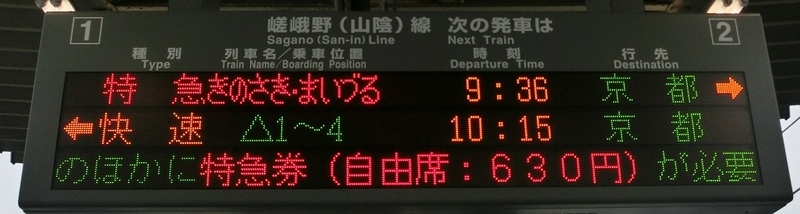 1 嵯峨野(山陰)線 次の発車は 2
Sagano (San-in) Line Next Train
種別 列車名/乗車位置 時刻 行先
Type Train Name/Boarding Position Departure Time Destination
特急 きのさき・まいづる 9:36 京都 ➡
⬅ 快速 △1〜4 10:15 京都
のほかに特急券(自由席:630円)が必要